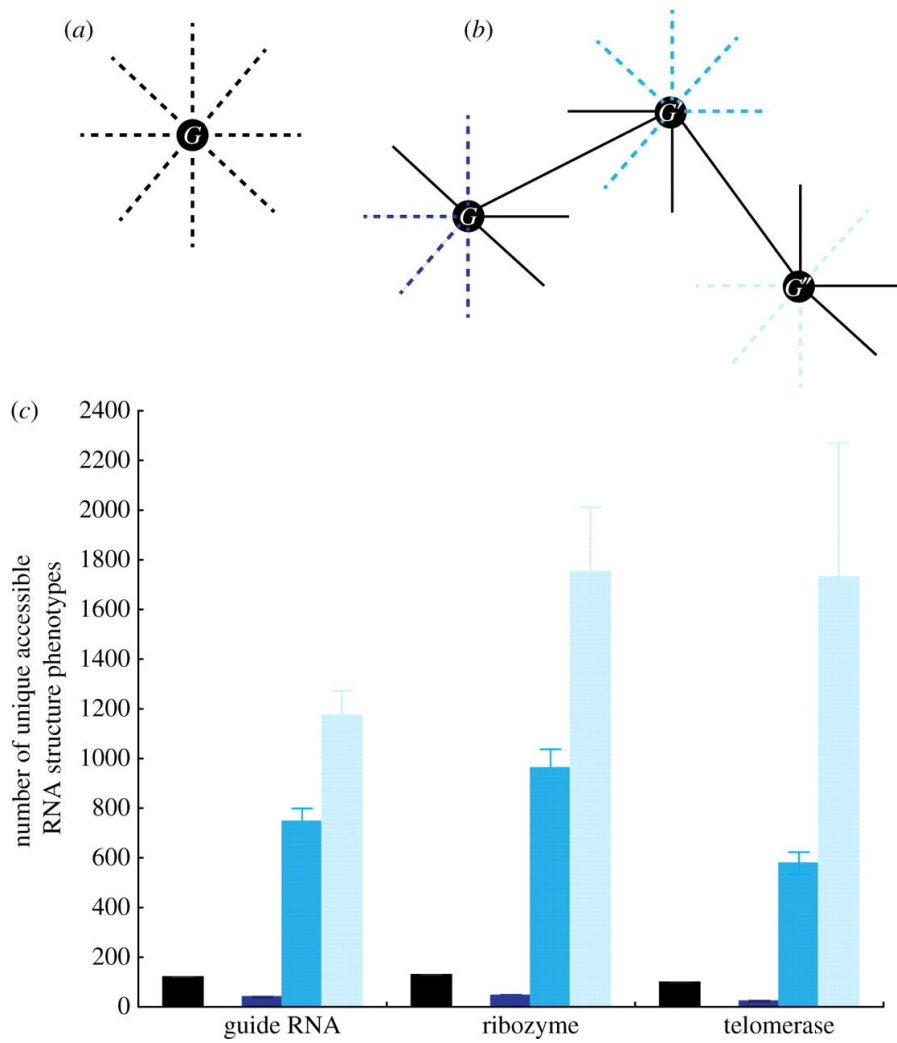 (a)
(b)
G
G
G′
G″
(c)
number of unique accessible
RNA structure phenotypes
2400
2200
2000
1800
1600
1400
1200
1000
800
600
400
200
0
guide RNA
ribozyme
telomerase